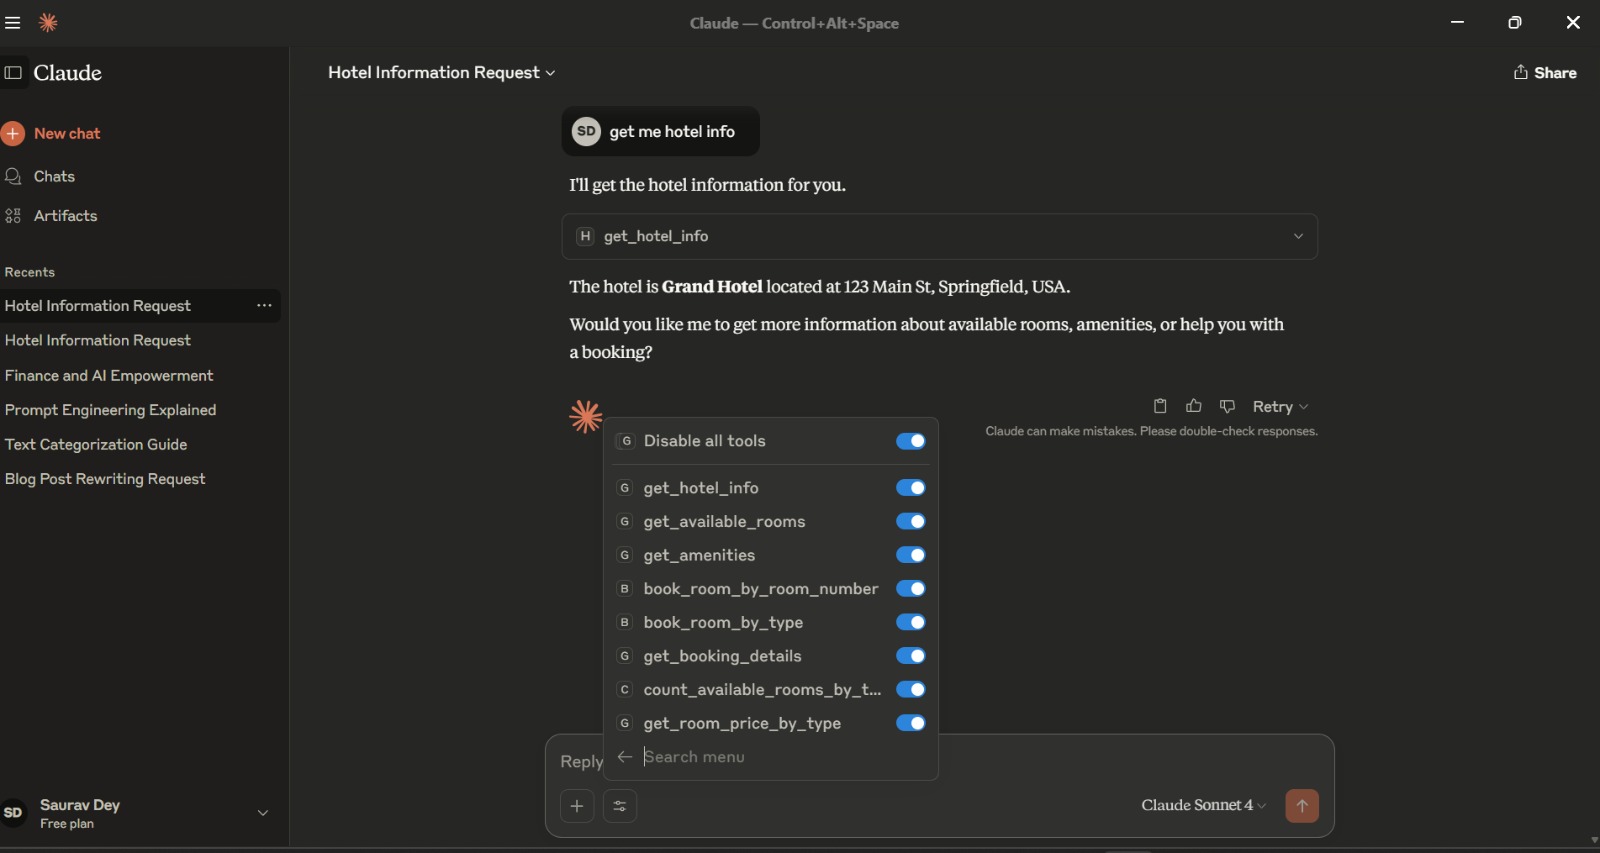 Claude — Control+Alt+Space
Claude
Hotel Information Request
Share
New chat
Chats
Artifacts
Recents
Hotel Information Request
Hotel Information Request
Finance and AI Empowerment
Prompt Engineering Explained
Text Categorization Guide
Blog Post Rewriting Request
SD
Saurav Dey
Free plan
SD get me hotel info
I'll get the hotel information for you.
H get_hotel_info
The hotel is Grand Hotel located at 123 Main St, Springfield, USA.
Would you like me to get more information about available rooms, amenities, or help you with
a booking?
Retry
Claude can make mistakes. Please double-check responses.
G Disable all tools
G get_hotel_info
G get_available_rooms
G get_amenities
B book_room_by_room_number
B book_room_by_type
G get_booking_details
C count_available_rooms_by_t...
G get_room_price_by_type
Search menu
Reply
Claude Sonnet 4